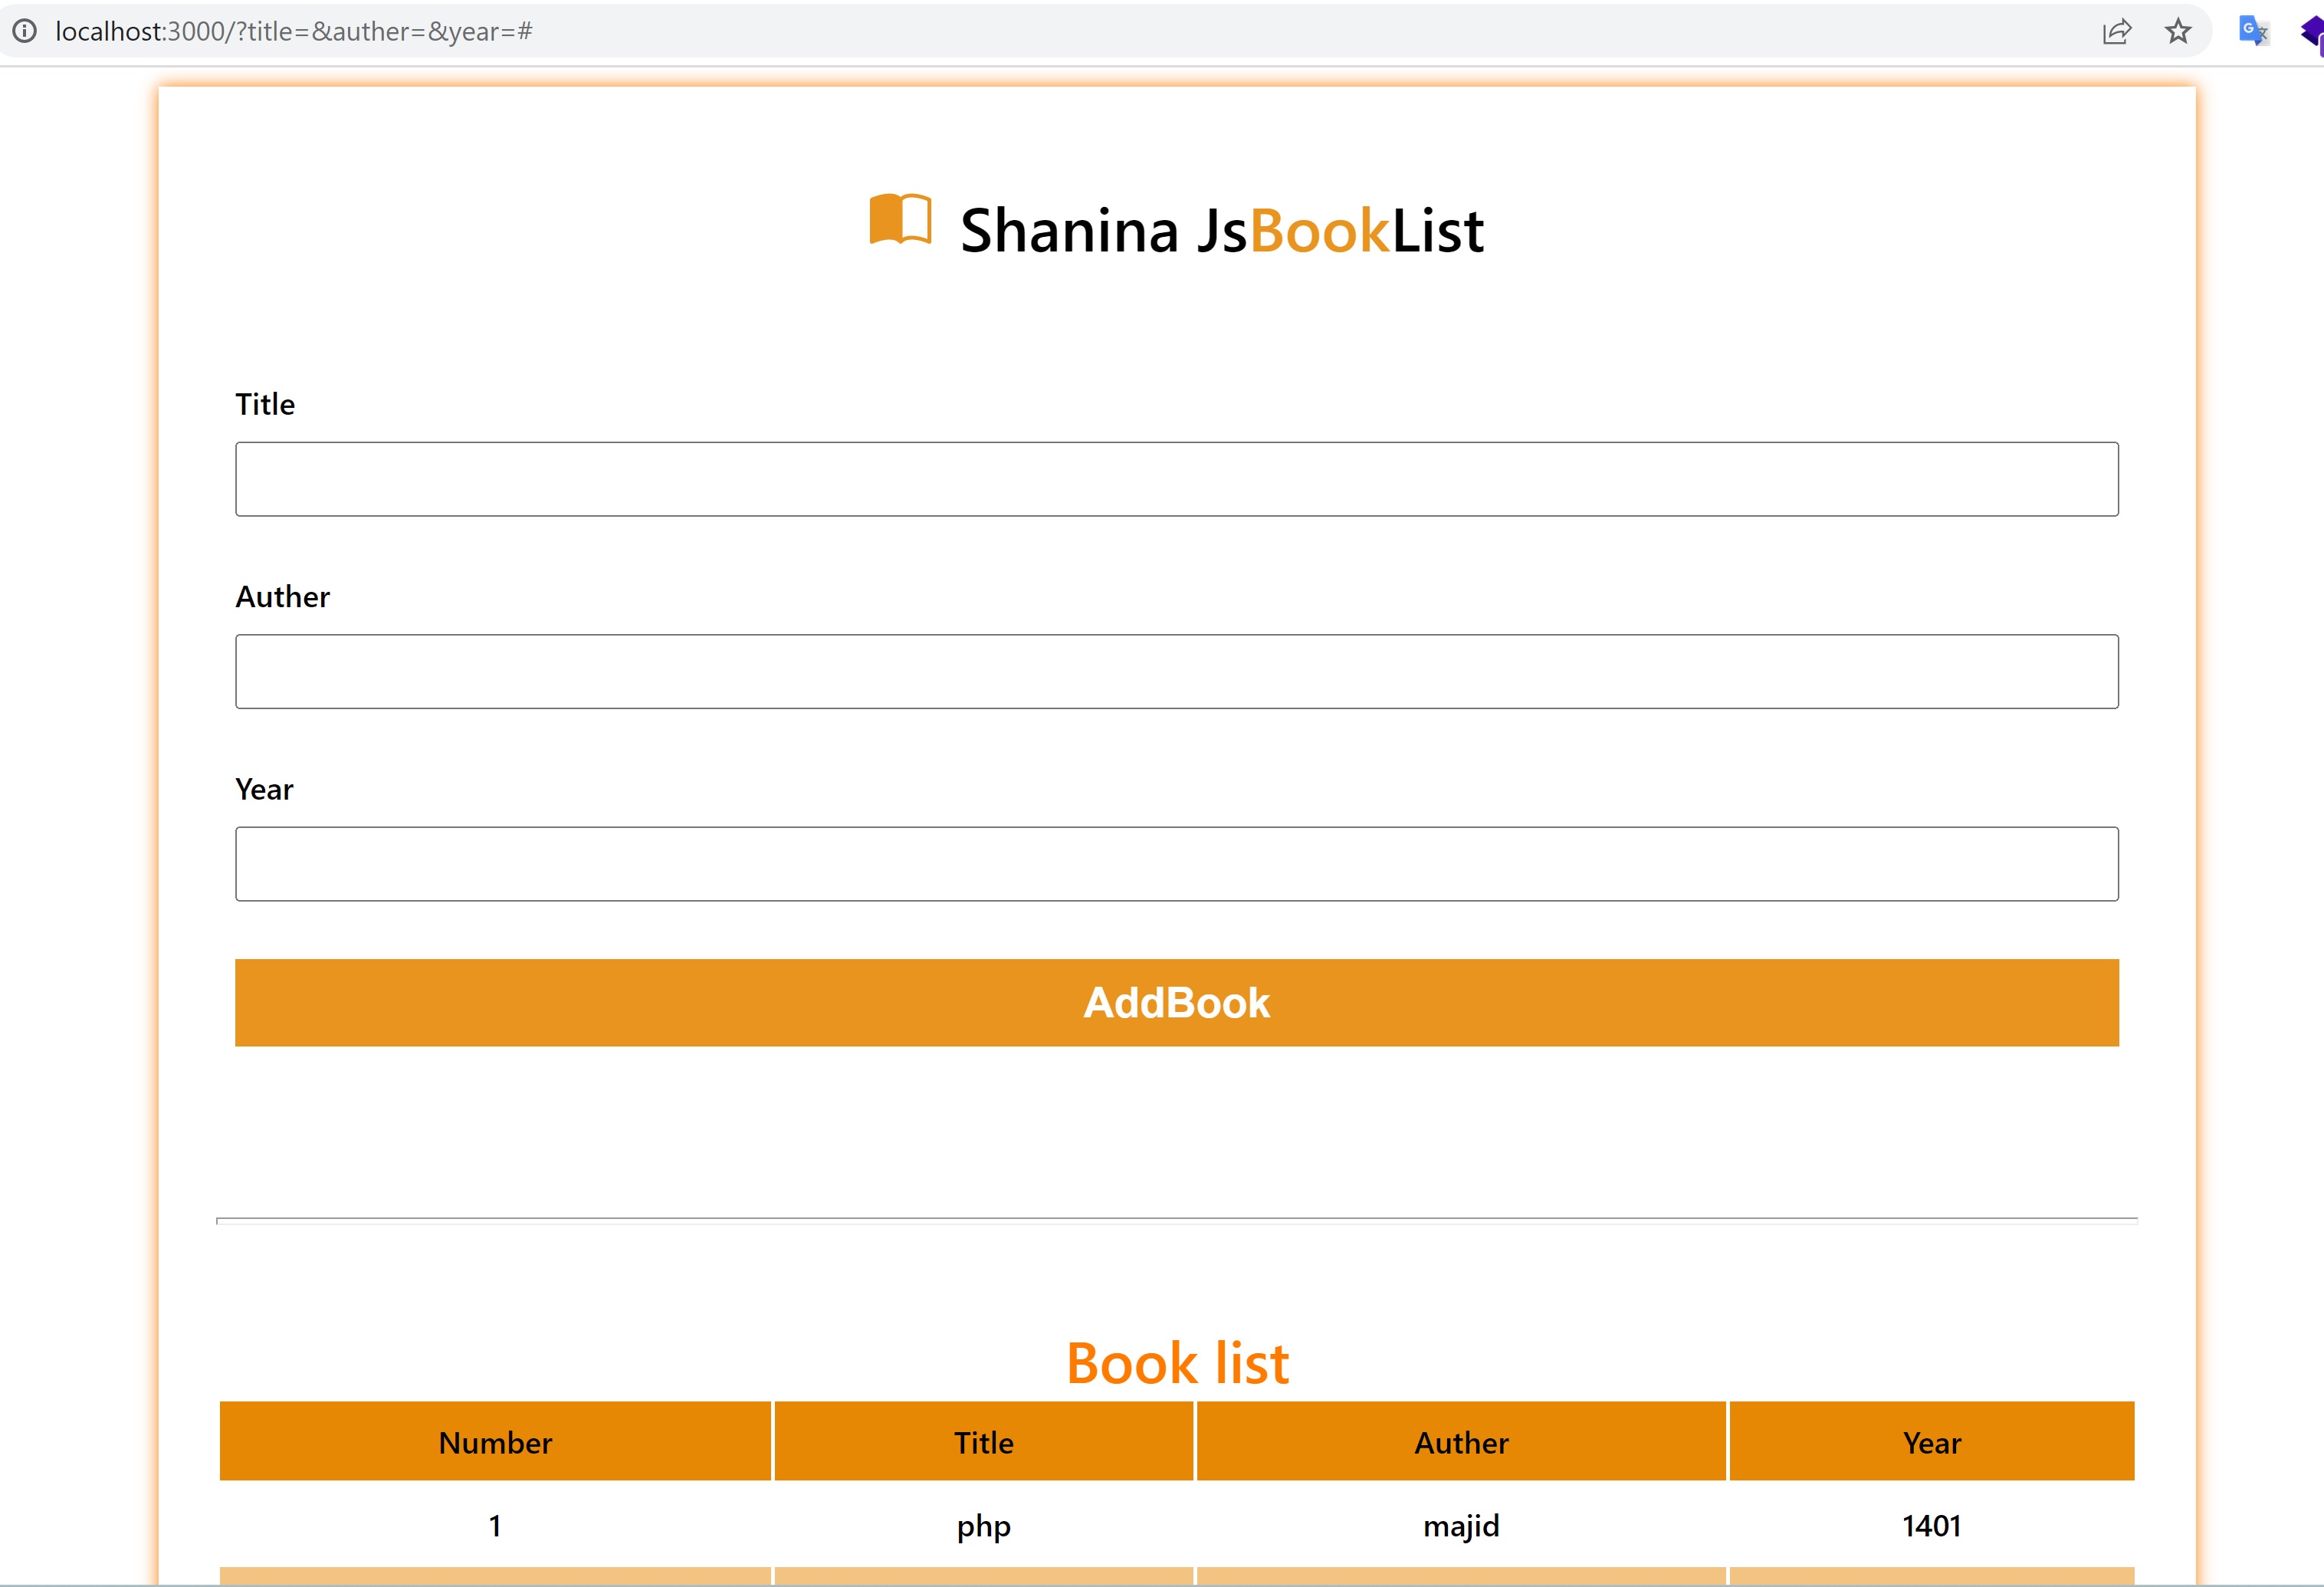 localhost:3000/?title=&auther=&year=#
Shanina JsBookList
Title
Auther
Year
AddBook
Book list
Number Title Auther Year
1 php majid 1401